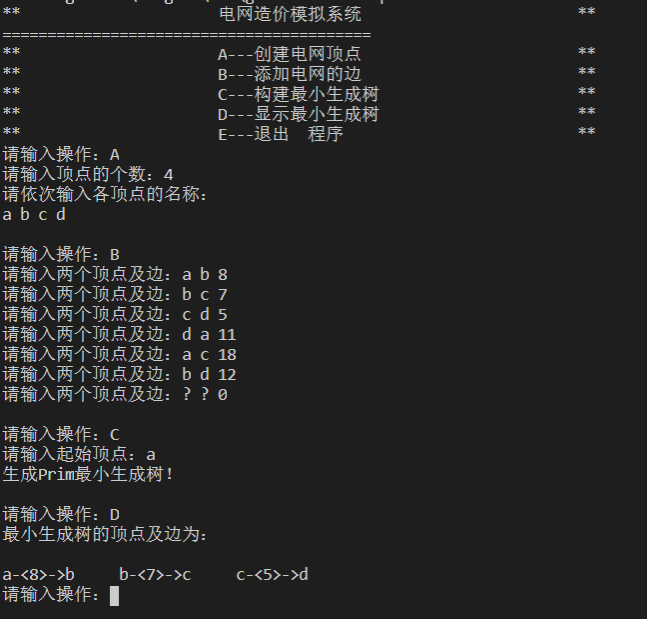 ** 电网造价模拟系统 **
========================================
** A---创建电网顶点 **
** B---添加电网的边 **
** C---构建最小生成树 **
** D---显示最小生成树 **
** E---退出 程序 **
请输入操作：A
请输入顶点的个数：4
请依次输入各顶点的名称：
a b c d
请输入操作：B
请输入两个顶点及边：a b 8
请输入两个顶点及边：b c 7
请输入两个顶点及边：c d 5
请输入两个顶点及边：d a 11
请输入两个顶点及边：a c 18
请输入两个顶点及边：b d 12
请输入两个顶点及边：? ? 0
请输入操作：C
请输入起始顶点：a
生成Prim最小生成树！
请输入操作：D
最小生成树的顶点及边为：
a-<8>->b b-<7>->c c-<5>->d
请输入操作：